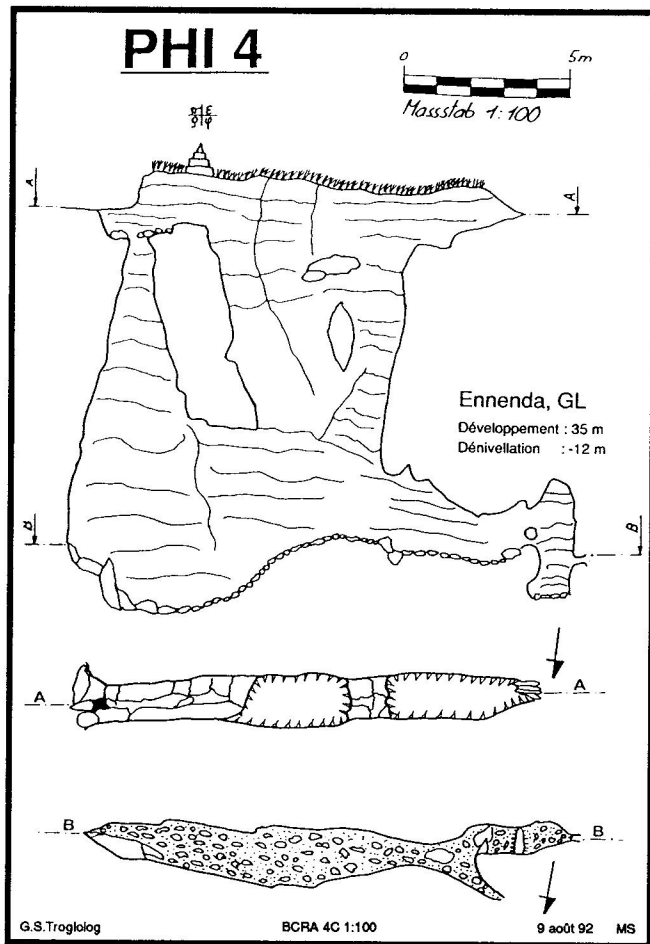 PHI 4
0 5m
Massstab 1:100
A A
Ennenda, GL
Développement : 35 m
Dénivellation : -12 m
B B
A A
B B
G.S.Troglolog BCRA 4C 1:100 9 août 92 MS